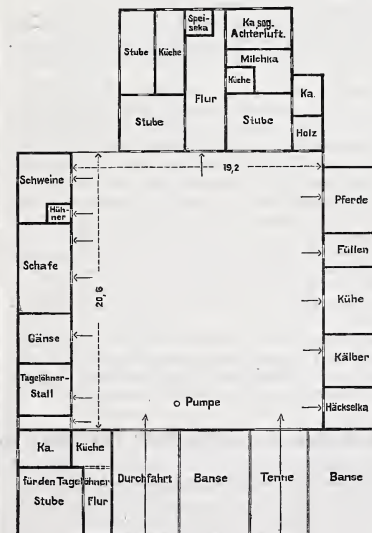 Stube
Küche
Speiseka
Flur
Ka, sog. Achterluft.
Milchka
Küche
Stube
Stube
Ka.
Holz
19,2
20,6
Schweine
Hühner
Schafe
Gänse
Tagelöhner-
Stall
Pferde
Füllen
Kühe
Kälber
Häckselka
Pumpe
Ka.
Küche
für den Tagelöhner
Stube
Flur
Durchfahrt
Banse
Tenne
Banse